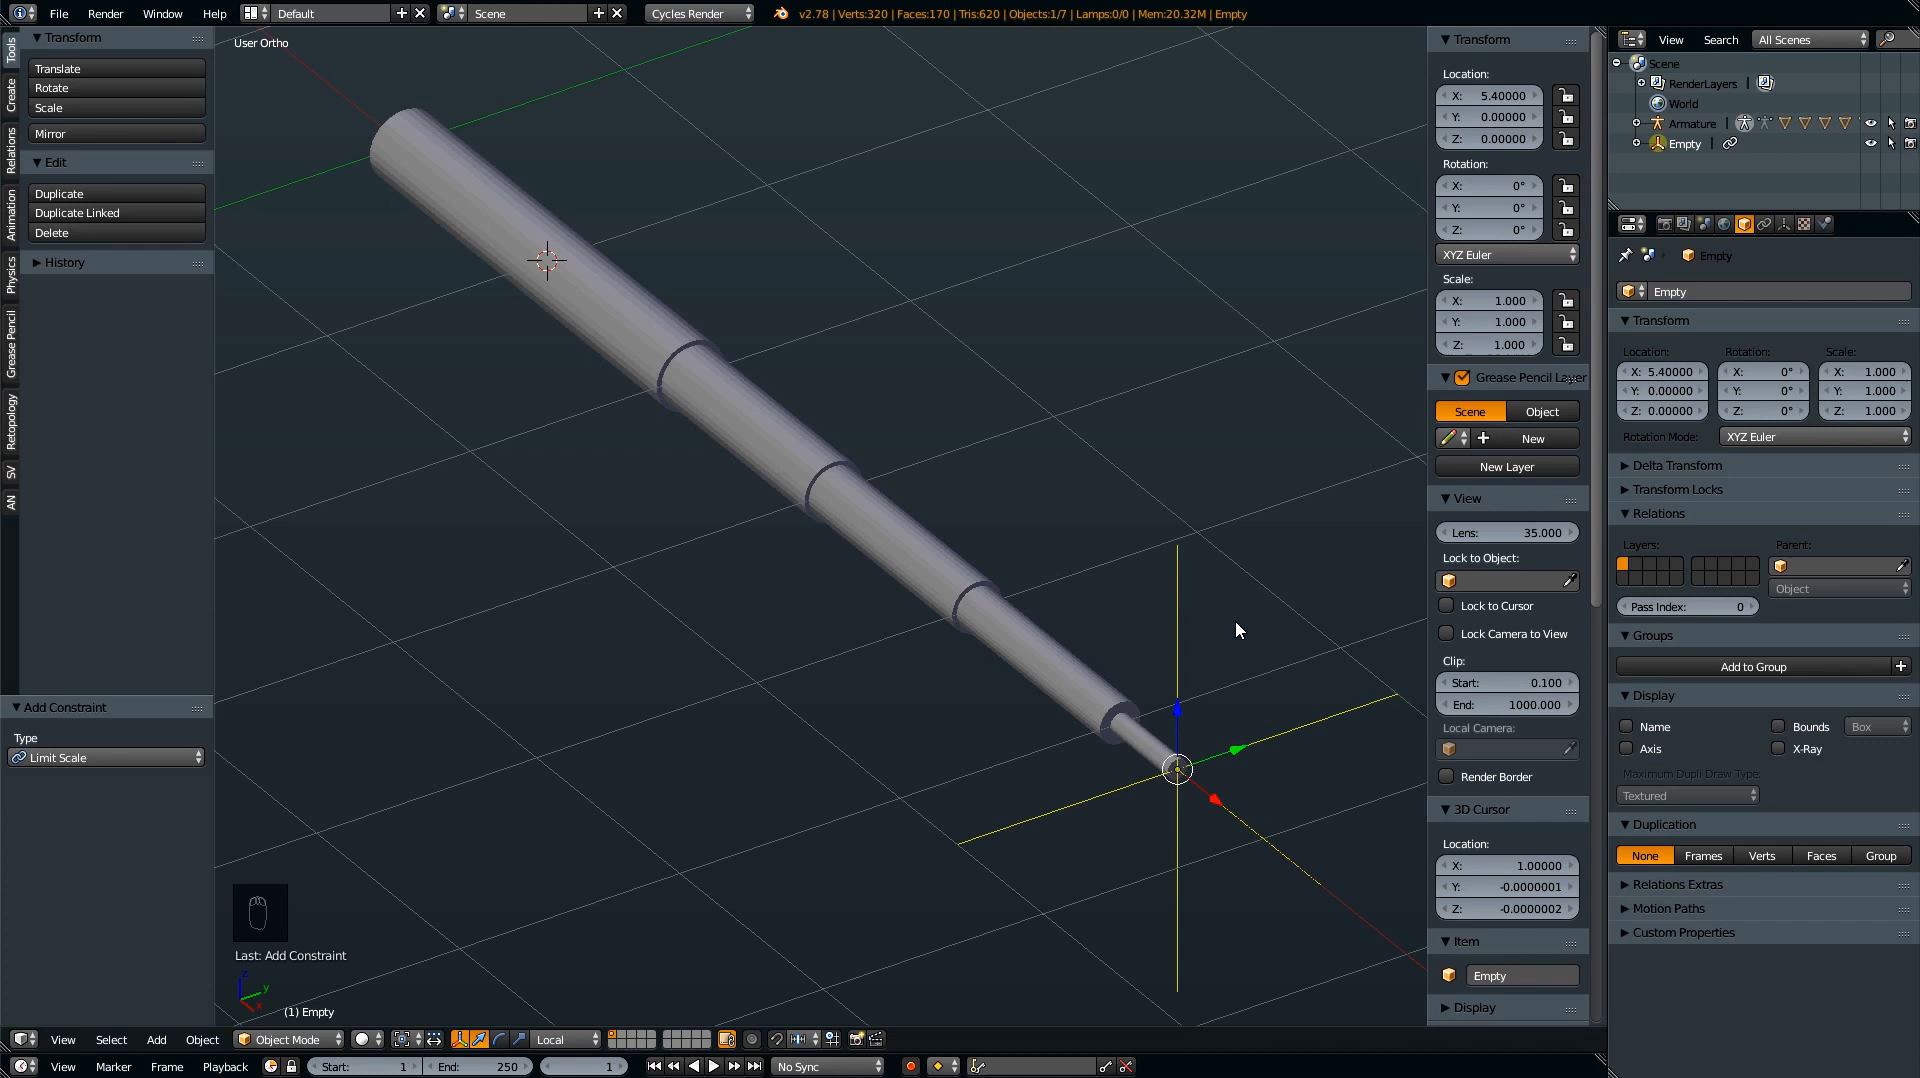 File Render Window Help Default Scene Cycles Render v2.78 | Verts:320 | Faces:170 | Tris:620 | Objects:1/7 | Lamps:0/0 | Mem:20.32M | Empty
Tools
Create
Relations
Animation
Physics
Grease Pencil
Retopology
SV
AN
Transform
Translate
Rotate
Scale
Mirror
Edit
Duplicate
Duplicate Linked
Delete
History
Add Constraint
Type
Limit Scale
User Ortho
Last: Add Constraint
z
y
x
(1) Empty
Transform
Location:
X: 5.40000
Y: 0.00000
Z: 0.00000
Rotation:
X: 0°
Y: 0°
Z: 0°
XYZ Euler
Scale:
X: 1.000
Y: 1.000
Z: 1.000
Grease Pencil Layer
Scene Object
New
New Layer
View
Lens: 35.000
Lock to Object:
Lock to Cursor
Lock Camera to View
Clip:
Start: 0.100
End: 1000.000
Local Camera:
Render Border
3D Cursor
Location:
X: 1.00000
Y: -0.0000001
Z: -0.0000002
Item
Empty
Display
View Search All Scenes
Scene
RenderLayers
World
Armature
Empty
Empty
Empty
Transform
Location: Rotation: Scale:
X: 5.40000 X: 0° X: 1.000
Y: 0.00000 Y: 0° Y: 1.000
Z: 0.00000 Z: 0° Z: 1.000
Rotation Mode: XYZ Euler
Delta Transform
Transform Locks
Relations
Layers: Parent:
Object
Pass Index: 0
Groups
Add to Group
Display
Name Bounds Box
Axis X-Ray
Maximum Dupli Draw Type:
Textured
Duplication
None Frames Verts Faces Group
Relations Extras
Motion Paths
Custom Properties
View Select Add Object Object Mode Local
View Marker Frame Playback Start: 1 End: 250 1 No Sync